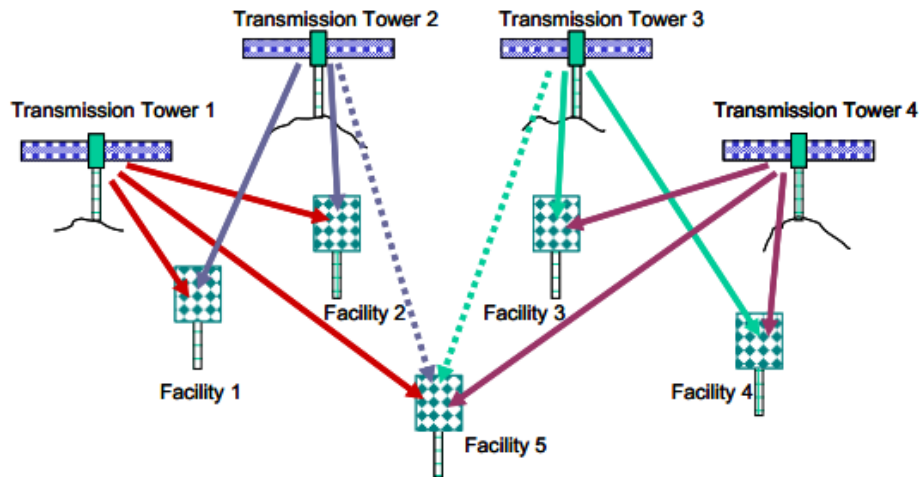 Transmission Tower 2
Transmission Tower 3
Transmission Tower 1
Transmission Tower 4
Facility 2
Facility 3
Facility 1
Facility 4
Facility 5